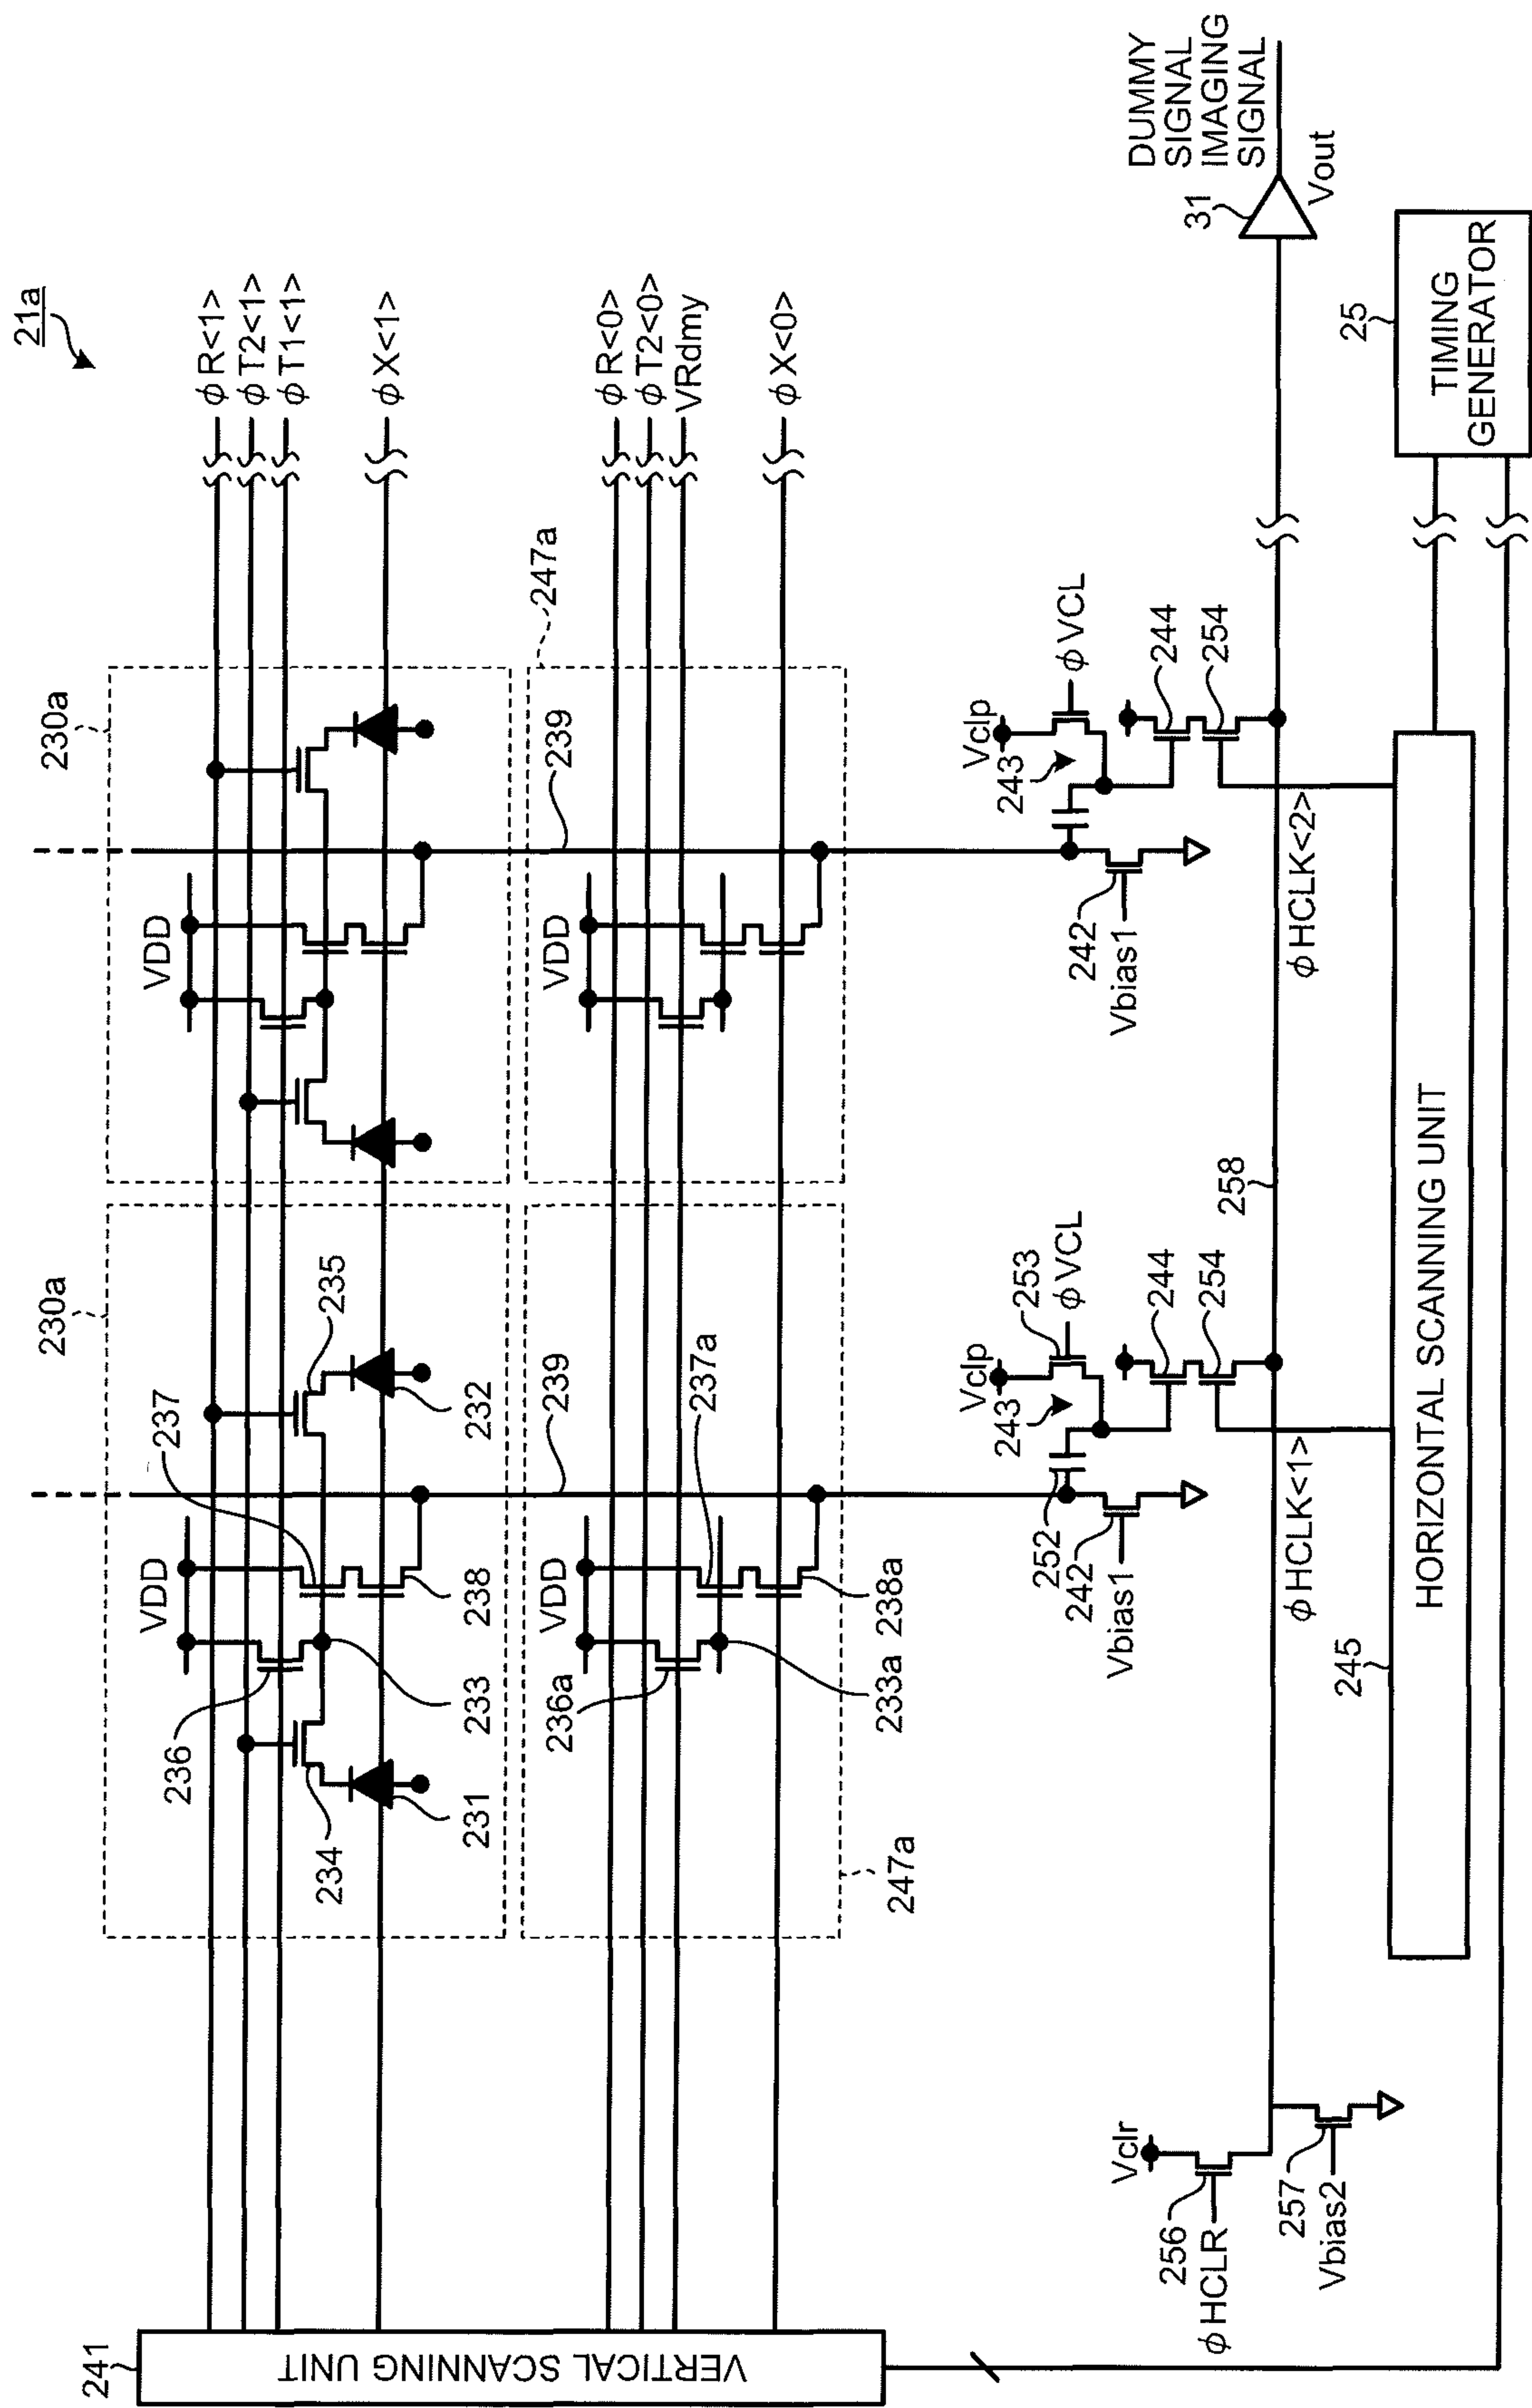 21a
230a
230a
247a
φR<1>
φT2<1>
φT1<1>
φX<1>
φR<0>
φT2<0>
VRdmy
φX<0>
VDD
VDD
VDD
VDD
236
237
235
234
231
233
238
232
239
239
236a
237a
233a
238a
247a
241
VERTICAL SCANNING UNIT
Vclp
Vclp
243
243
253
φVCL
φVCL
252
242
242
Vbias1
Vbias1
244
254
244
254
Vclr
256
φHCLR
257
Vbias2
258
φHCLK<1>
φHCLK<2>
245
HORIZONTAL SCANNING UNIT
31
Vout
DUMMY
SIGNAL
IMAGING
SIGNAL
25
TIMING
GENERATOR